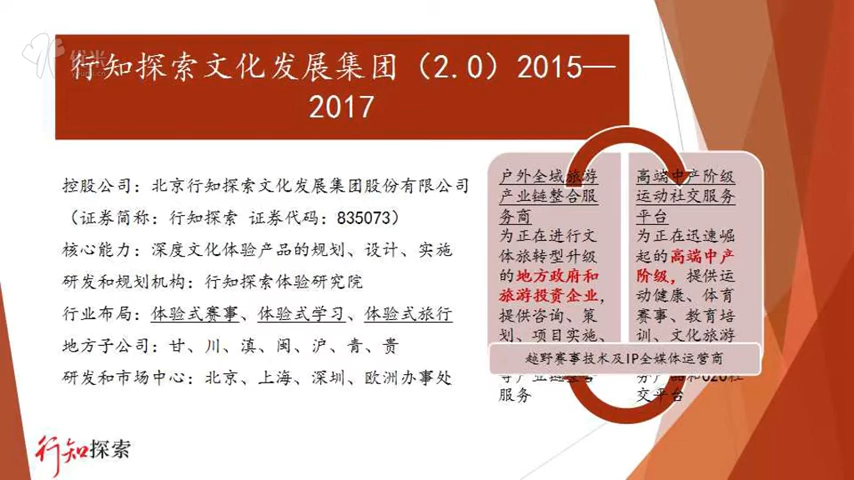 行知探索文化发展集团（2.0）2015—
2017
控股公司：北京行知探索文化发展集团股份有限公司
（证券简称：行知探索 证券代码：835073）
核心能力：深度文化体验产品的规划、设计、实施
研发和规划机构：行知探索体验研究院
行业布局：体验式赛事、体验式学习、体验式旅行
地方子公司：甘、川、滇、闽、沪、青、贵
研发和市场中心：北京、上海、深圳、欧洲办事处
户外全域旅游
产业链整合服
务商
为正在进行文
体旅转型升级
的地方政府和
旅游投资企业，
提供咨询、策
划、项目实施、
服务
高端中产阶级
运动社交服务
平台
为正在迅速崛
起的高端中产
阶级，提供运
动健康、体育
赛事、教育培
训、文化旅游
交平台
越野赛事技术及IP全媒体运营商
行知探索